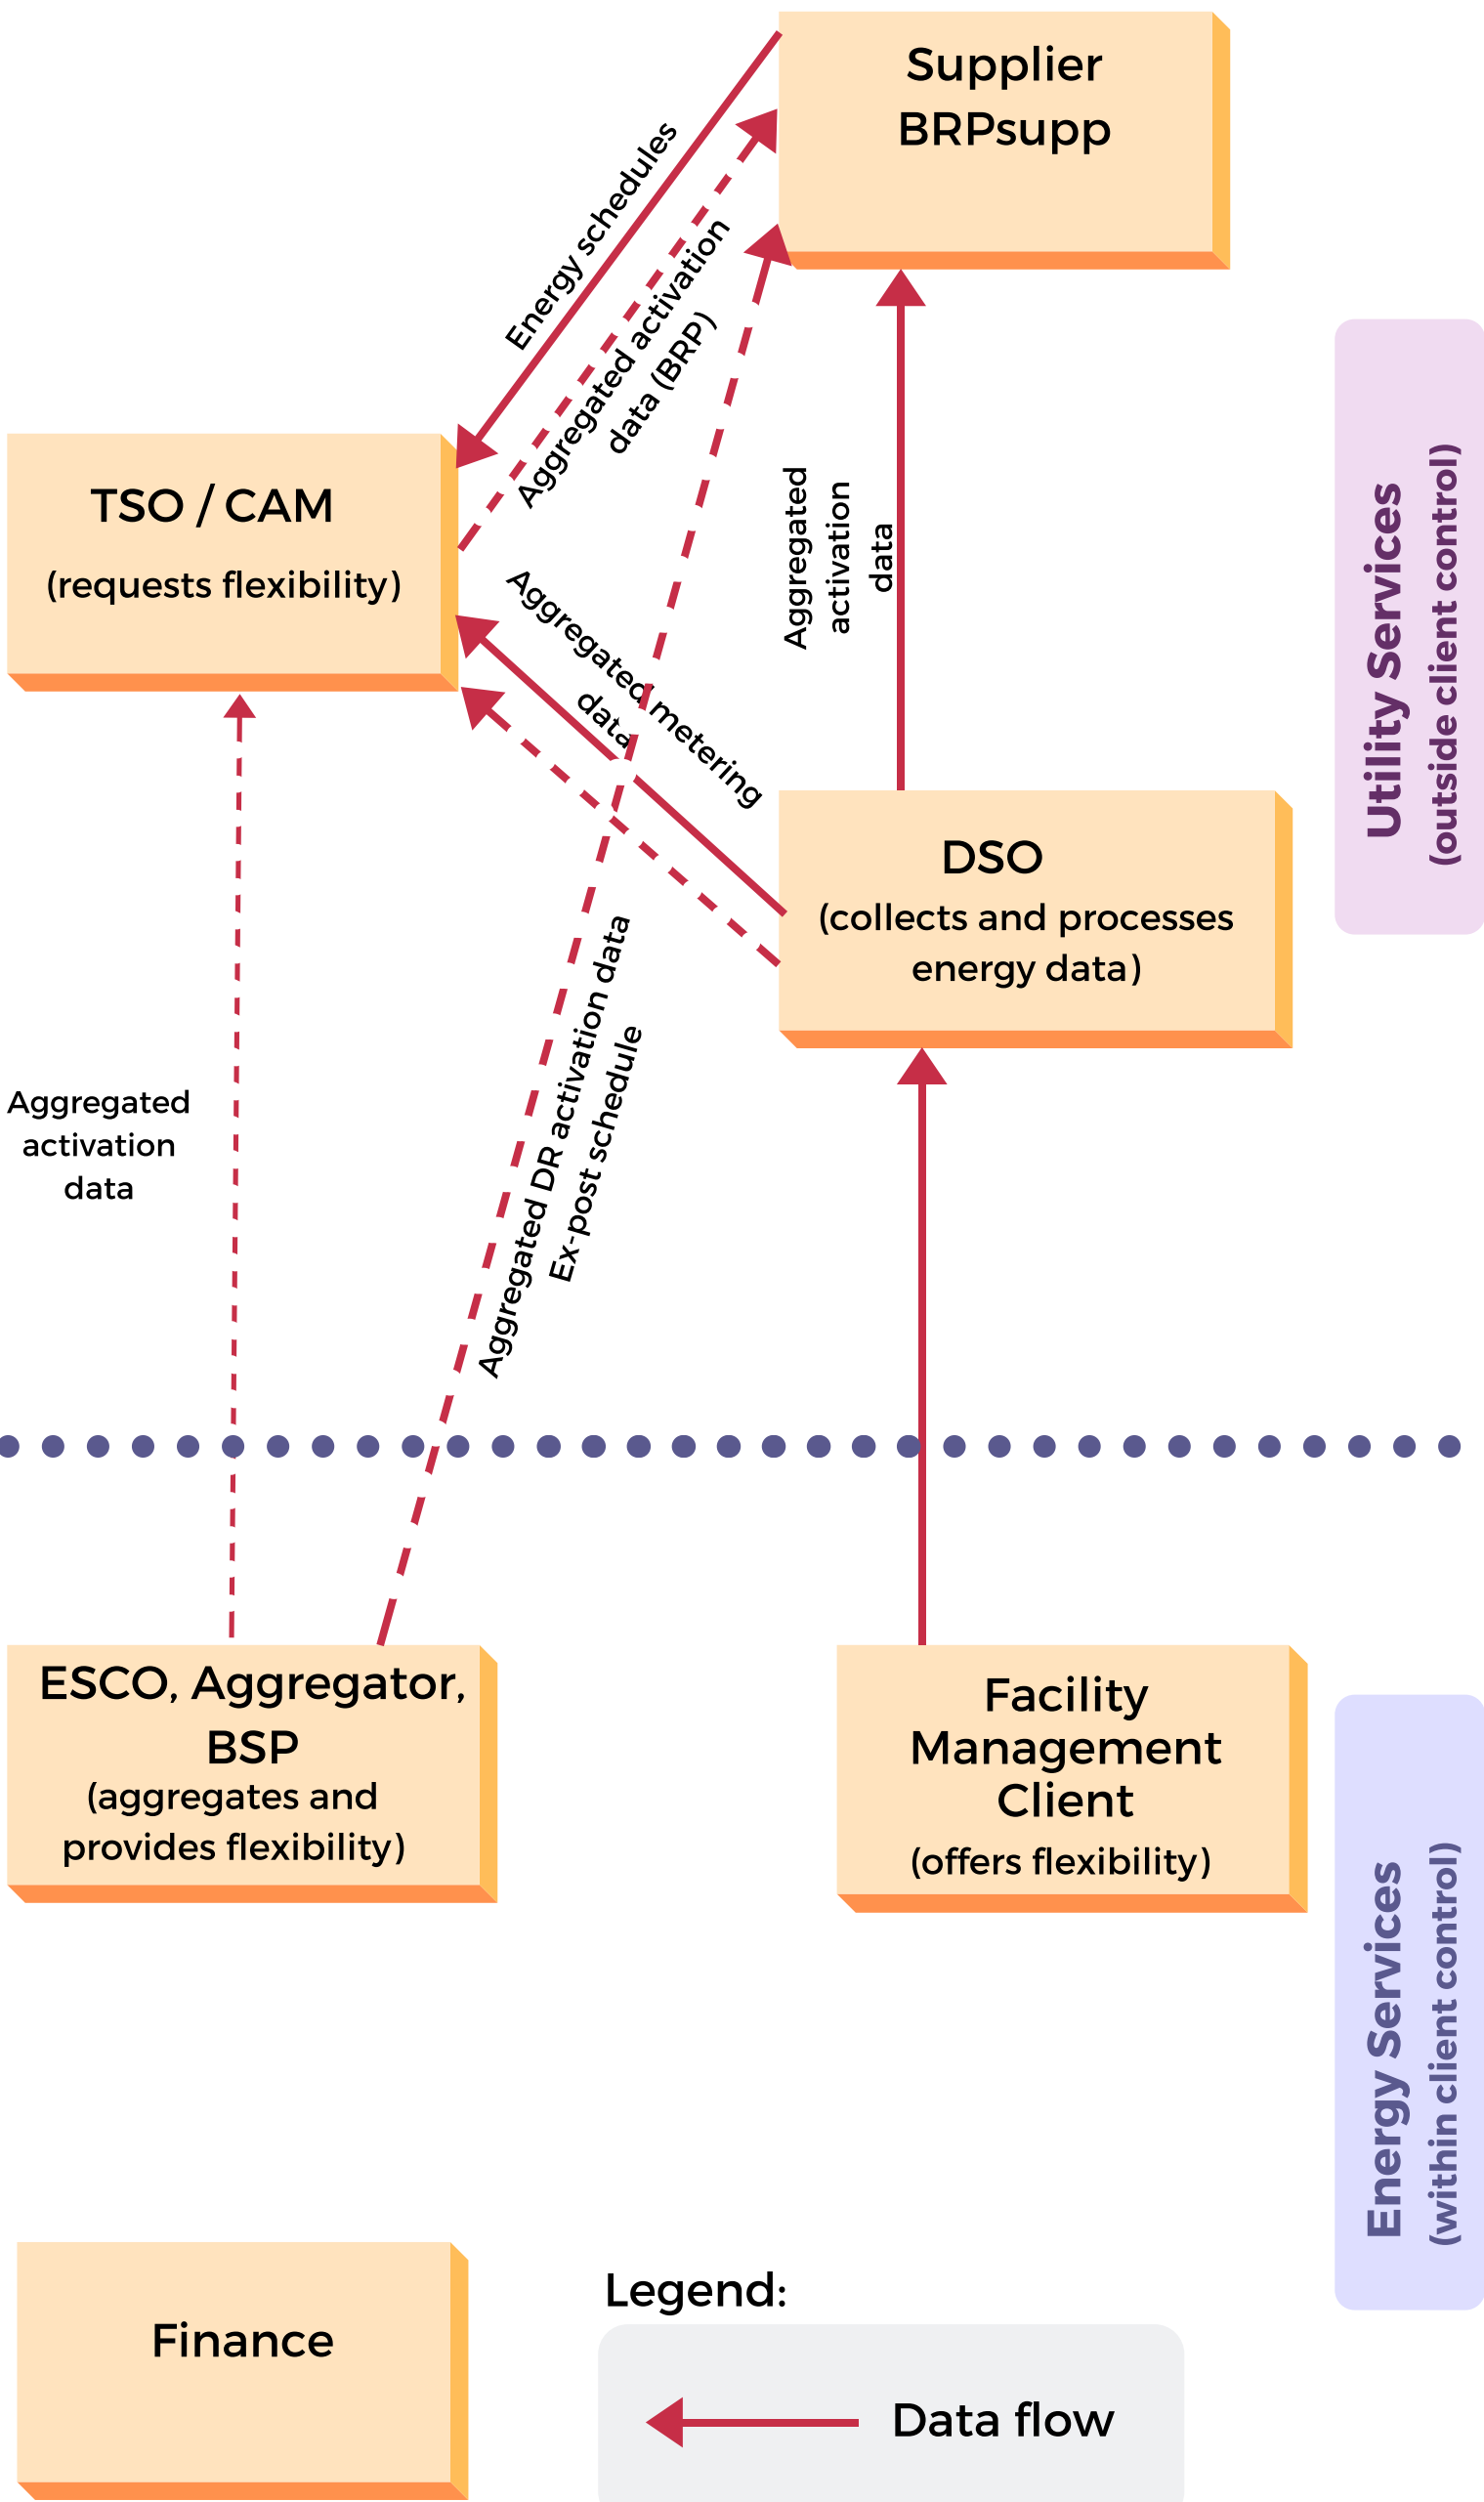 Supplier
BRPsupp
Energy schedules
Aggregated activation
data (BRP)
TSO / CAM
(requests flexibility)
Aggregated
activation
data
Aggregated metering
data
DSO
(collects and processes
energy data)
Utility Services
(outside client control)
Aggregated
activation
data
Aggregated DR activation data
Ex-post schedule
ESCO, Aggregator,
BSP
(aggregates and
provides flexibility)
Facility
Management
Client
(offers flexibility)
Energy Services
(within client control)
Finance
Legend:
Data flow